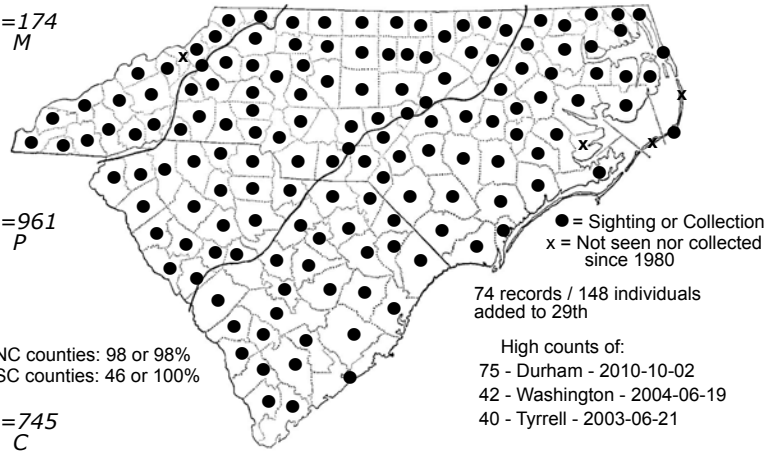 =174
M
=961
P
● = Sighting or Collection
x = Not seen nor collected
since 1980
74 records / 148 individuals
added to 29th
NC counties: 98 or 98%
SC counties: 46 or 100%
High counts of:
75 - Durham - 2010-10-02
42 - Washington - 2004-06-19
40 - Tyrrell - 2003-06-21
=745
C
x
x
x
x